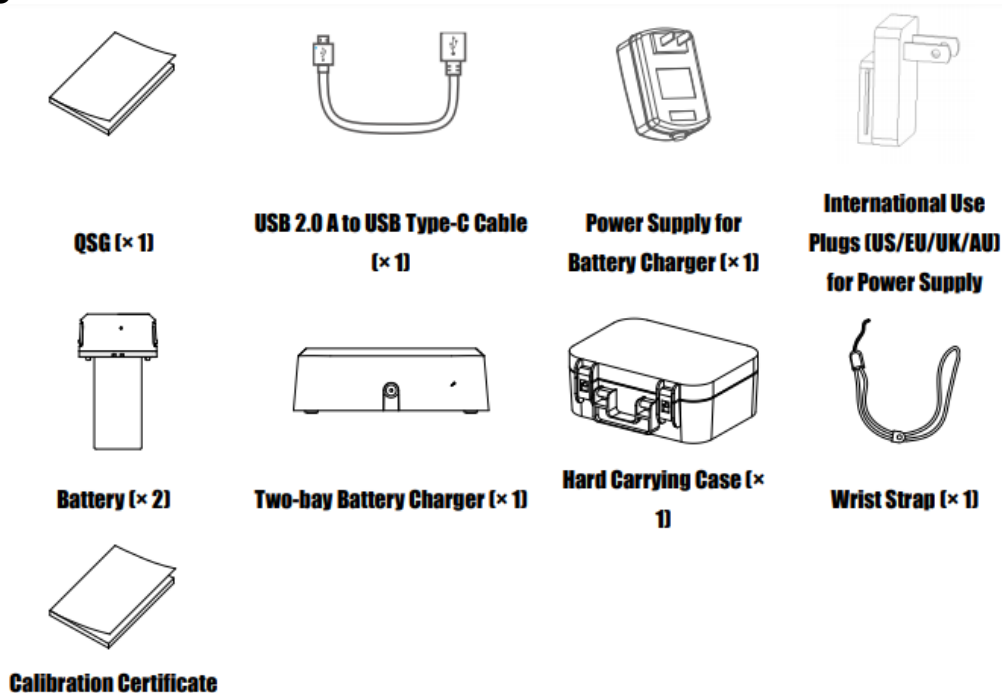 QSG (× 1)
USB 2.0 A to USB Type-C Cable
(× 1)
Power Supply for
Battery Charger (× 1)
International Use
Plugs (US/EU/UK/AU)
for Power Supply
Battery (× 2)
Two-bay Battery Charger (× 1)
Hard Carrying Case (×
1)
Wrist Strap (× 1)
Calibration Certificate